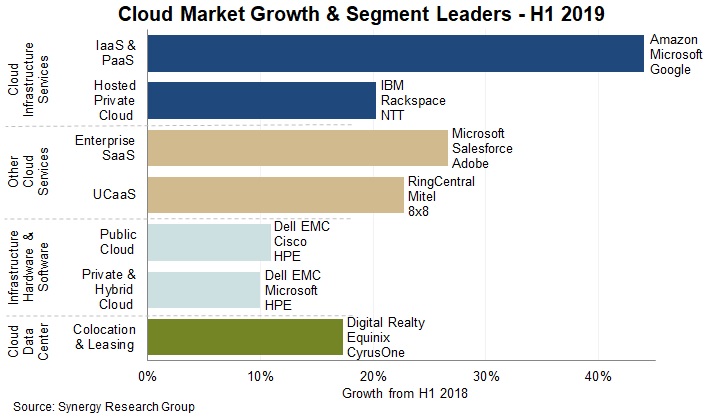 Cloud Market Growth & Segment Leaders - H1 2019
Cloud
Infrastructure
Services
IaaS &
PaaS
Amazon
Microsoft
Google
Hosted
Private
Cloud
IBM
Rackspace
NTT
Other
Cloud
Services
Enterprise
SaaS
Microsoft
Salesforce
Adobe
UCaaS
RingCentral
Mitel
8x8
Infrastructure
Hardware &
Software
Public
Cloud
Dell EMC
Cisco
HPE
Private &
Hybrid
Cloud
Dell EMC
Microsoft
HPE
Cloud
Data
Center
Colocation
& Leasing
Digital Realty
Equinix
CyrusOne
0% 10% 20% 30% 40%
Growth from H1 2018
Source: Synergy Research Group